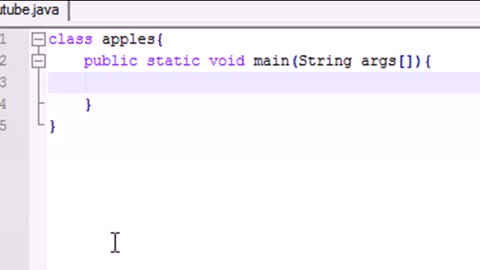 utube.java
1 class apples{
2 public static void main(String args[]){
3
4 }
5 }